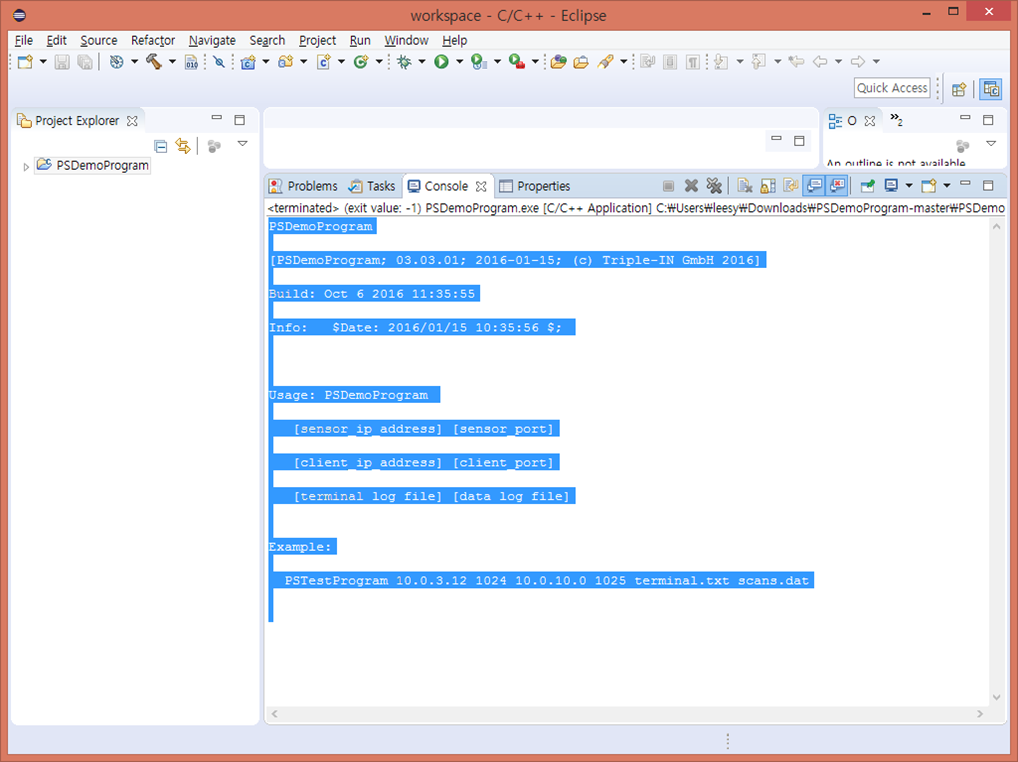 workspace - C/C++ - Eclipse
File Edit Source Refactor Navigate Search Project Run Window Help
010
Quick Access
Project Explorer
O
2
PSDemoProgram
An outline is not available.
Problems Tasks Console Properties
<terminated> (exit value: -1) PSDemoProgram.exe [C/C++ Application] C:₩Users₩leesy₩Downloads₩PSDemoProgram-master₩PSDemo
PSDemoProgram
[PSDemoProgram; 03.03.01; 2016-01-15; (c) Triple-IN GmbH 2016]
Build: Oct 6 2016 11:35:55
Info: $Date: 2016/01/15 10:35:56 $;
Usage: PSDemoProgram
[sensor_ip_address] [sensor_port]
[client_ip_address] [client_port]
[terminal log file] [data log file]
Example:
PSTestProgram 10.0.3.12 1024 10.0.10.0 1025 terminal.txt scans.dat